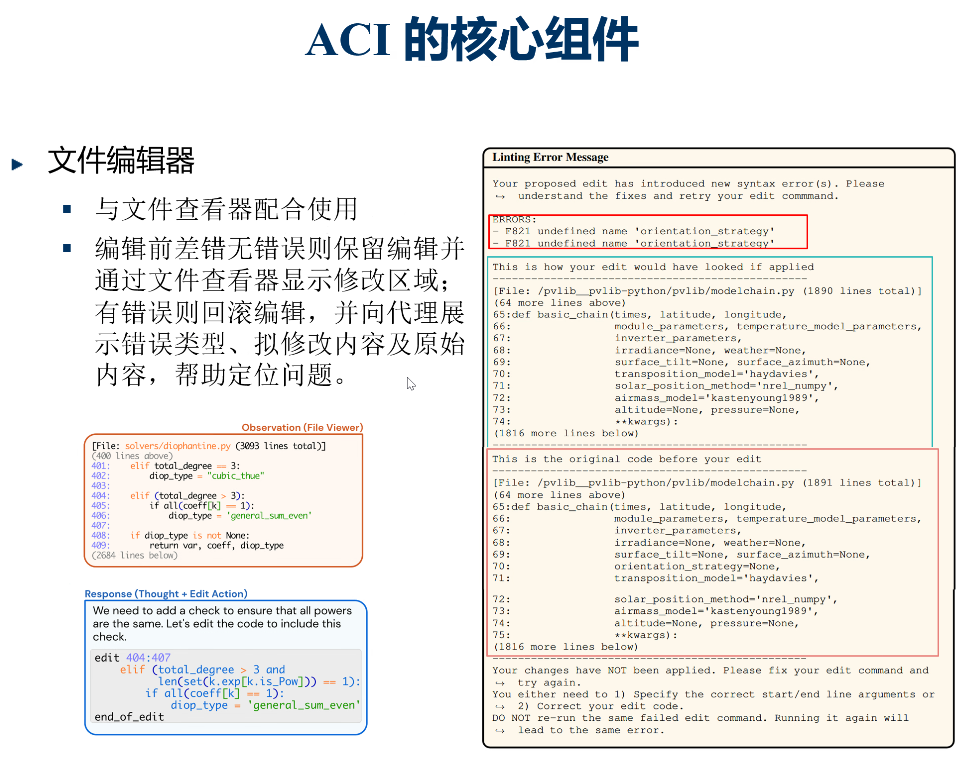 ACI 的核心组件
文件编辑器
与文件查看器配合使用
编辑前差错无错误则保留编辑并
通过文件查看器显示修改区域；
有错误则回滚编辑，并向代理展
示错误类型、拟修改内容及原始
内容，帮助定位问题。
Observation (File Viewer)
[File: solvers/diophantine.py (3093 lines total)]
(400 lines above)
401:    elif total_degree == 3:
402:        diop_type = "cubic_thue"
403:
404:    elif (total_degree > 3):
405:        if all(coeff[k] == 1):
406:            diop_type = 'general_sum_even'
407:
408:    if diop_type is not None:
409:        return var, coeff, diop_type
(2684 lines below)
Response (Thought + Edit Action)
We need to add a check to ensure that all powers
are the same. Let's edit the code to include this
check.
edit 404:407
    elif (total_degree > 3 and
          len(set(k.exp[k.is_Pow])) == 1):
        if all(coeff[k] == 1):
            diop_type = 'general_sum_even'
end_of_edit
Linting Error Message
Your proposed edit has introduced new syntax error(s). Please
↪ understand the fixes and retry your edit commmand.
ERRORS:
- F821 undefined name 'orientation_strategy'
- F821 undefined name 'orientation_strategy'
This is how your edit would have looked if applied
-------------------------------------------------
[File: /pvlib__pvlib-python/pvlib/modelchain.py (1890 lines total)]
(64 more lines above)
65:def basic_chain(times, latitude, longitude,
66:                module_parameters, temperature_model_parameters,
67:                inverter_parameters,
68:                irradiance=None, weather=None,
69:                surface_tilt=None, surface_azimuth=None,
70:                transposition_model='haydavies',
71:                solar_position_method='nrel_numpy',
72:                airmass_model='kastenyoung1989',
73:                altitude=None, pressure=None,
74:                **kwargs):
(1816 more lines below)
-------------------------------------------------
This is the original code before your edit
-------------------------------------------------
[File: /pvlib__pvlib-python/pvlib/modelchain.py (1891 lines total)]
(64 more lines above)
65:def basic_chain(times, latitude, longitude,
66:                module_parameters, temperature_model_parameters,
67:                inverter_parameters,
68:                irradiance=None, weather=None,
69:                surface_tilt=None, surface_azimuth=None,
70:                orientation_strategy=None,
71:                transposition_model='haydavies',
72:                solar_position_method='nrel_numpy',
73:                airmass_model='kastenyoung1989',
74:                altitude=None, pressure=None,
75:                **kwargs):
(1816 more lines below)
-------------------------------------------------
Your changes have NOT been applied. Please fix your edit command and
↪ try again.
You either need to 1) Specify the correct start/end line arguments or
↪ 2) Correct your edit code.
DO NOT re-run the same failed edit command. Running it again will
↪ lead to the same error.